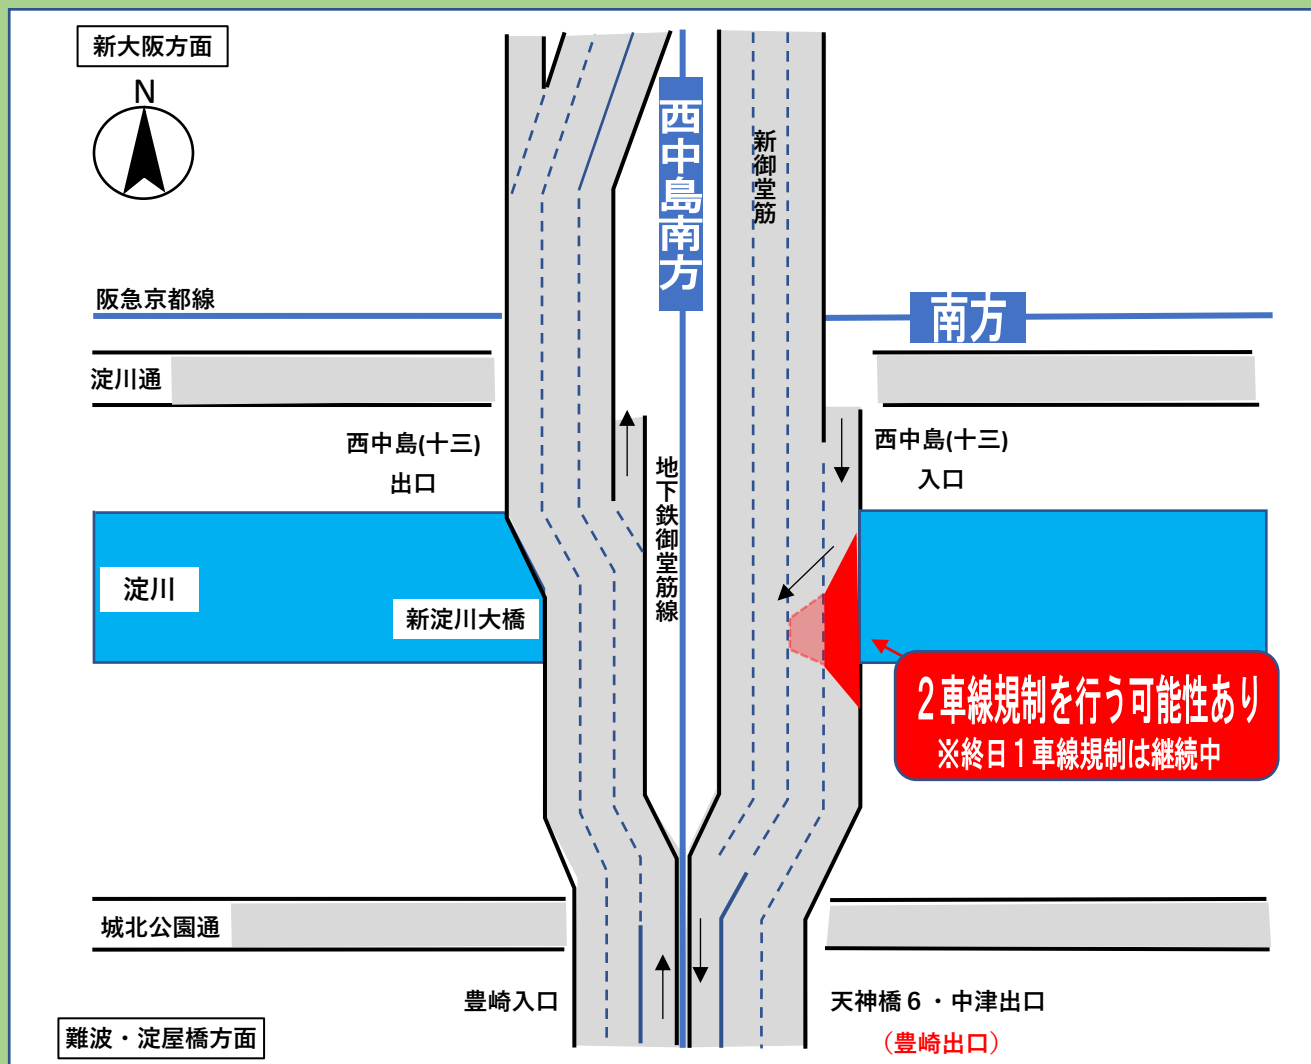 新大阪方面
N
西中島南方
新御堂筋
阪急京都線
南方
淀川通
西中島(十三)
出口
西中島(十三)
入口
地下鉄御堂筋線
淀川
新淀川大橋
２車線規制を行う可能性あり
※終日１車線規制は継続中
城北公園通
豊崎入口
天神橋６・中津出口
（豊崎出口）
難波・淀屋橋方面